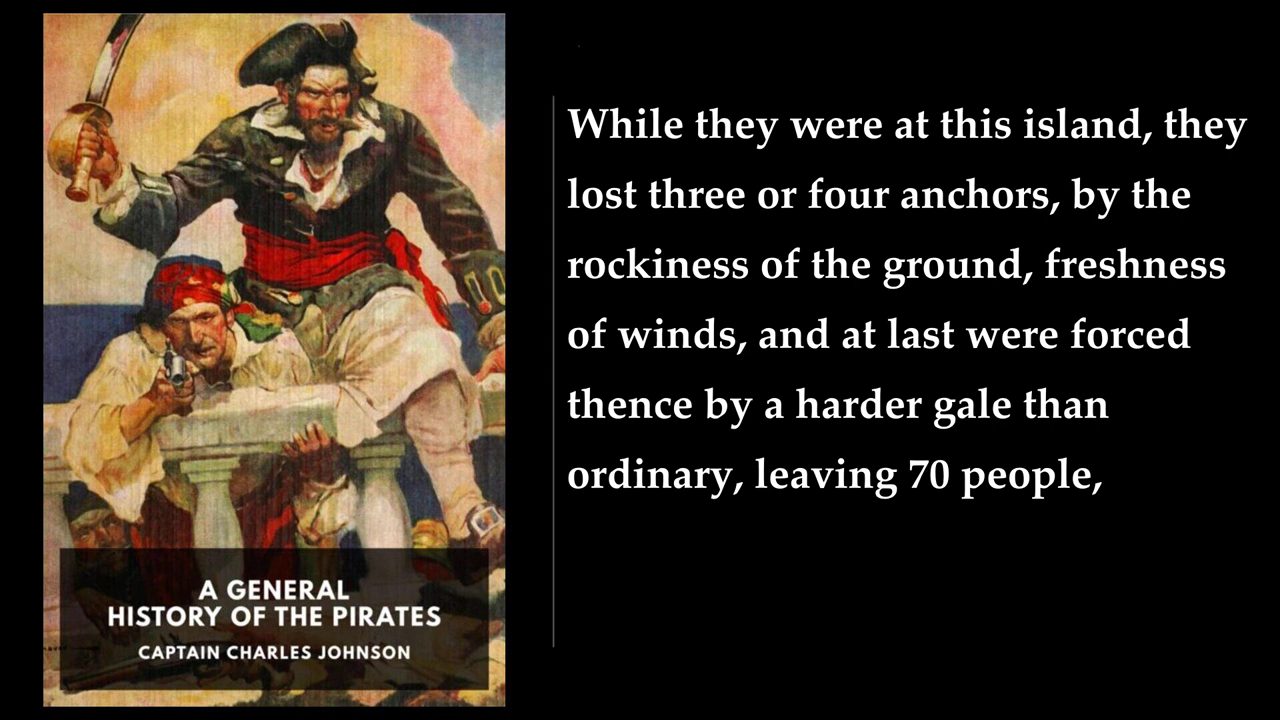 While they were at this island, they
lost three or four anchors, by the
rockiness of the ground, freshness
of winds, and at last were forced
thence by a harder gale than
ordinary, leaving 70 people,
A GENERAL
HISTORY OF THE PIRATES
CAPTAIN CHARLES JOHNSON